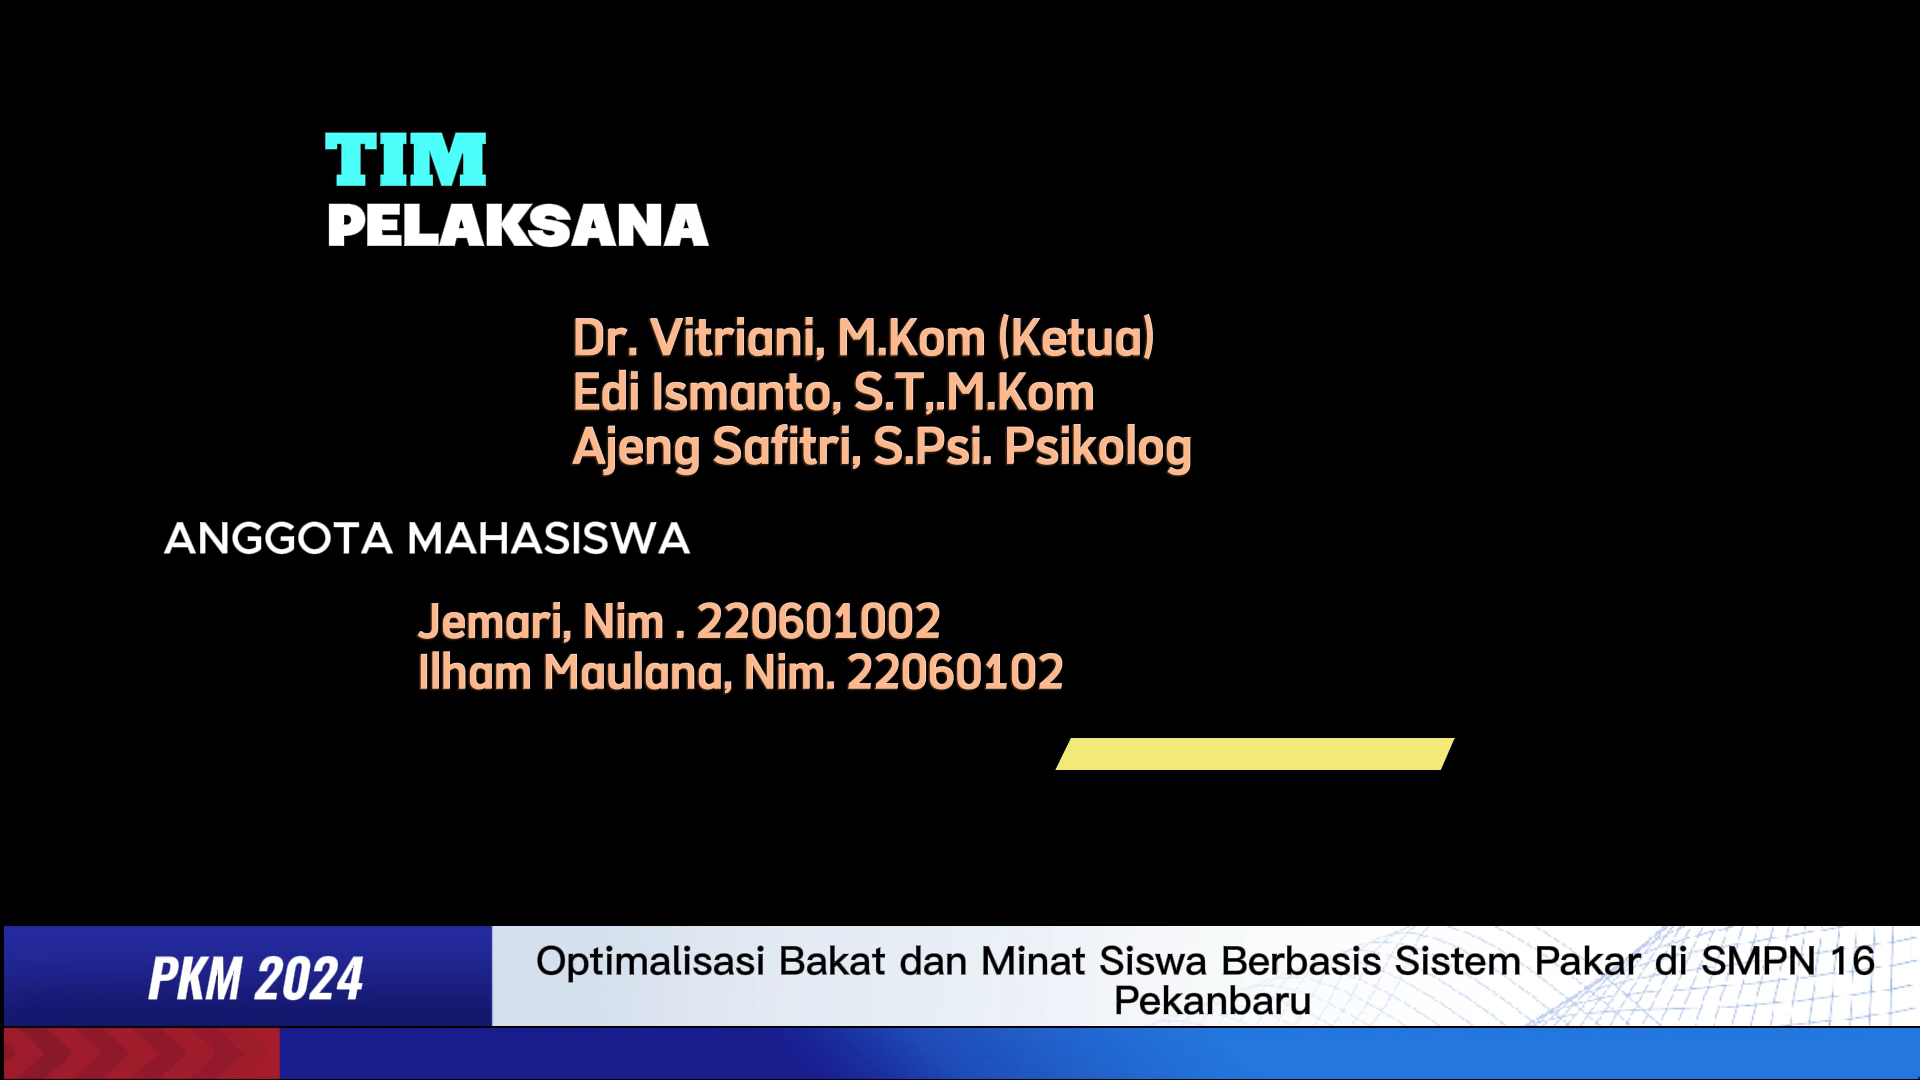 TIM
PELAKSANA
Dr. Vitriani, M.Kom (Ketua)
Edi Ismanto, S.T,.M.Kom
Ajeng Safitri, S.Psi. Psikolog
ANGGOTA MAHASISWA
Jemari, Nim . 220601002
Ilham Maulana, Nim. 22060102
PKM 2024
Optimalisasi Bakat dan Minat Siswa Berbasis Sistem Pakar di SMPN 16
Pekanbaru